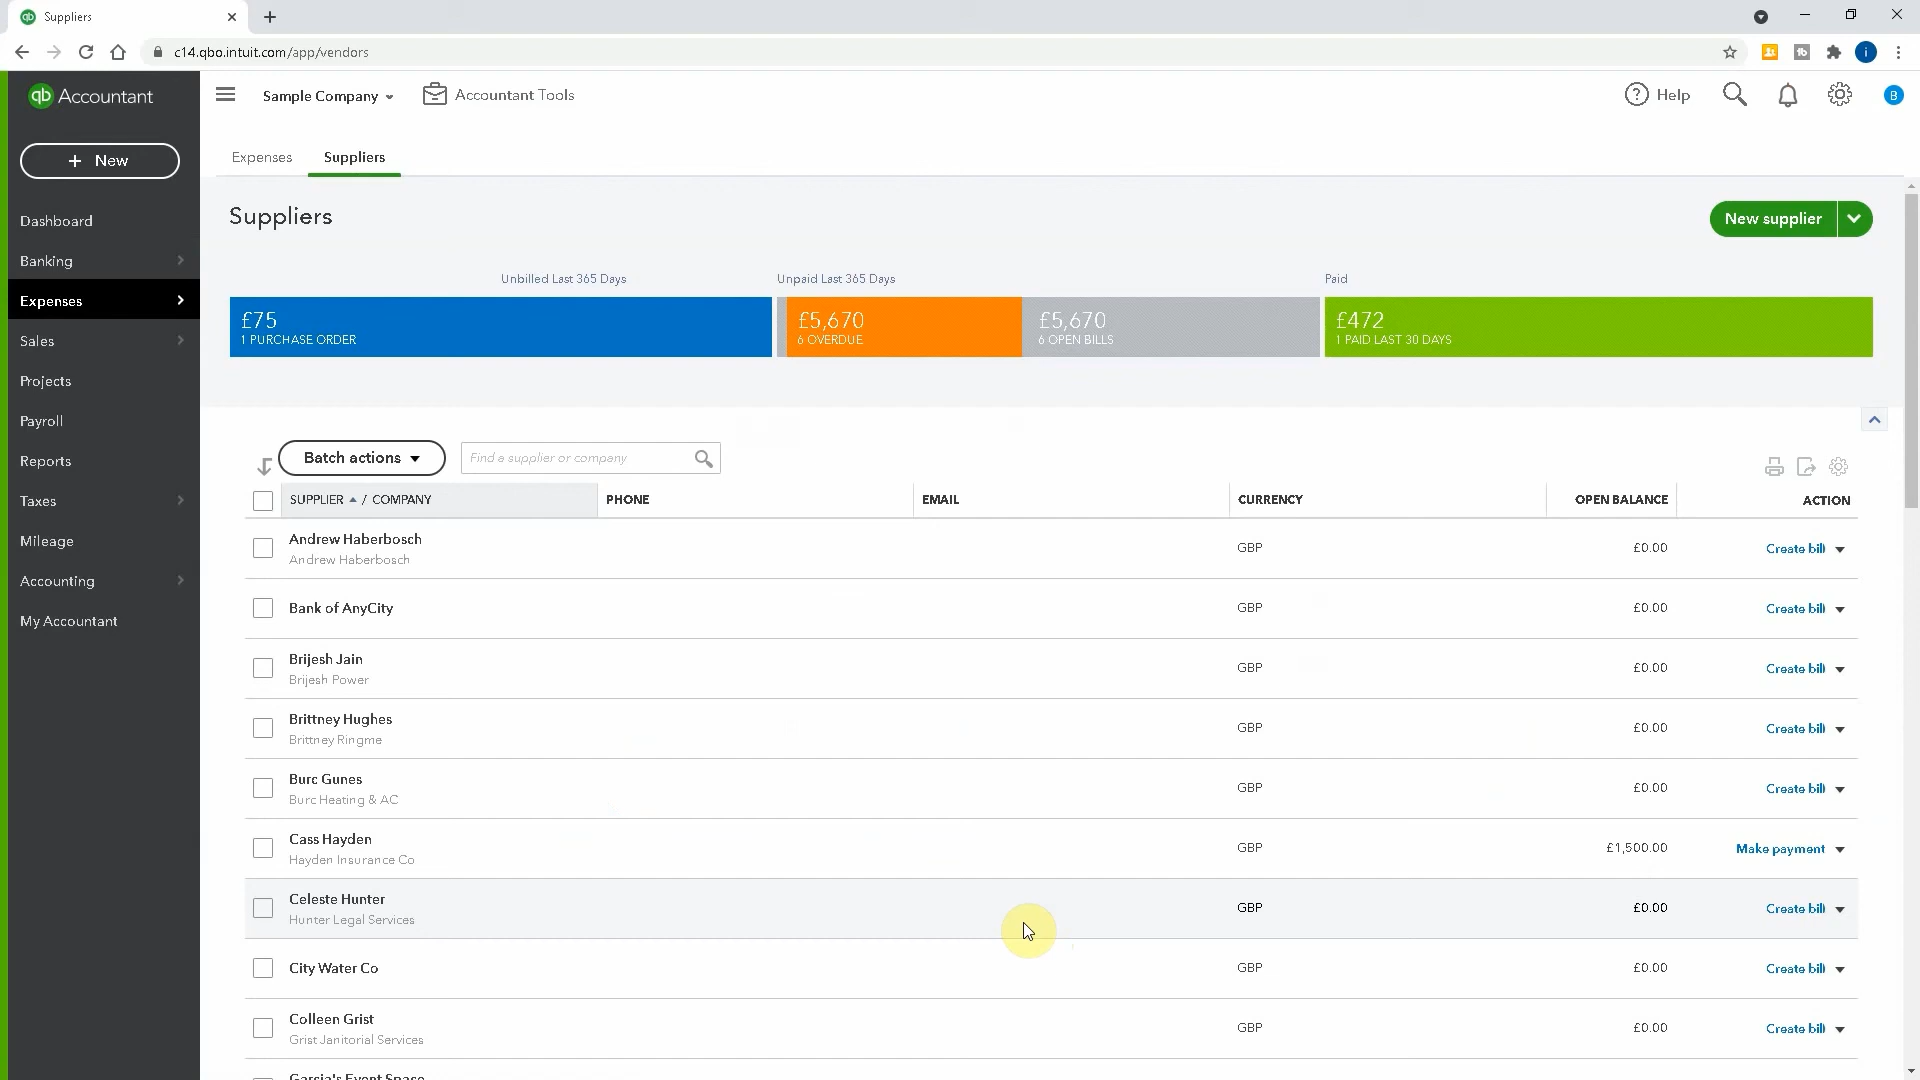 Suppliers
c14.qbo.intuit.com/app/vendors
qb Accountant
Sample Company
Accountant Tools
Help
B
+ New
Expenses
Suppliers
Dashboard
Banking
Expenses
Sales
Projects
Payroll
Reports
Taxes
Mileage
Accounting
My Accountant
Suppliers
New supplier
Unbilled Last 365 Days
Unpaid Last 365 Days
Paid
£75
1 PURCHASE ORDER
£5,670
6 OVERDUE
£5,670
6 OPEN BILLS
£472
1 PAID LAST 30 DAYS
Batch actions
Find a supplier or company
SUPPLIER / COMPANY PHONE EMAIL CURRENCY OPEN BALANCE ACTION
Andrew Haberbosch
Andrew Haberbosch
GBP £0.00 Create bill
Bank of AnyCity GBP £0.00 Create bill
Brijesh Jain
Brijesh Power
GBP £0.00 Create bill
Brittney Hughes
Brittney Ringme
GBP £0.00 Create bill
Burc Gunes
Burc Heating & AC
GBP £0.00 Create bill
Cass Hayden
Hayden Insurance Co
GBP £1,500.00 Make payment
Celeste Hunter
Hunter Legal Services
GBP £0.00 Create bill
City Water Co GBP £0.00 Create bill
Colleen Grist
Grist Janitorial Services
GBP £0.00 Create bill
Garcia's Event Space